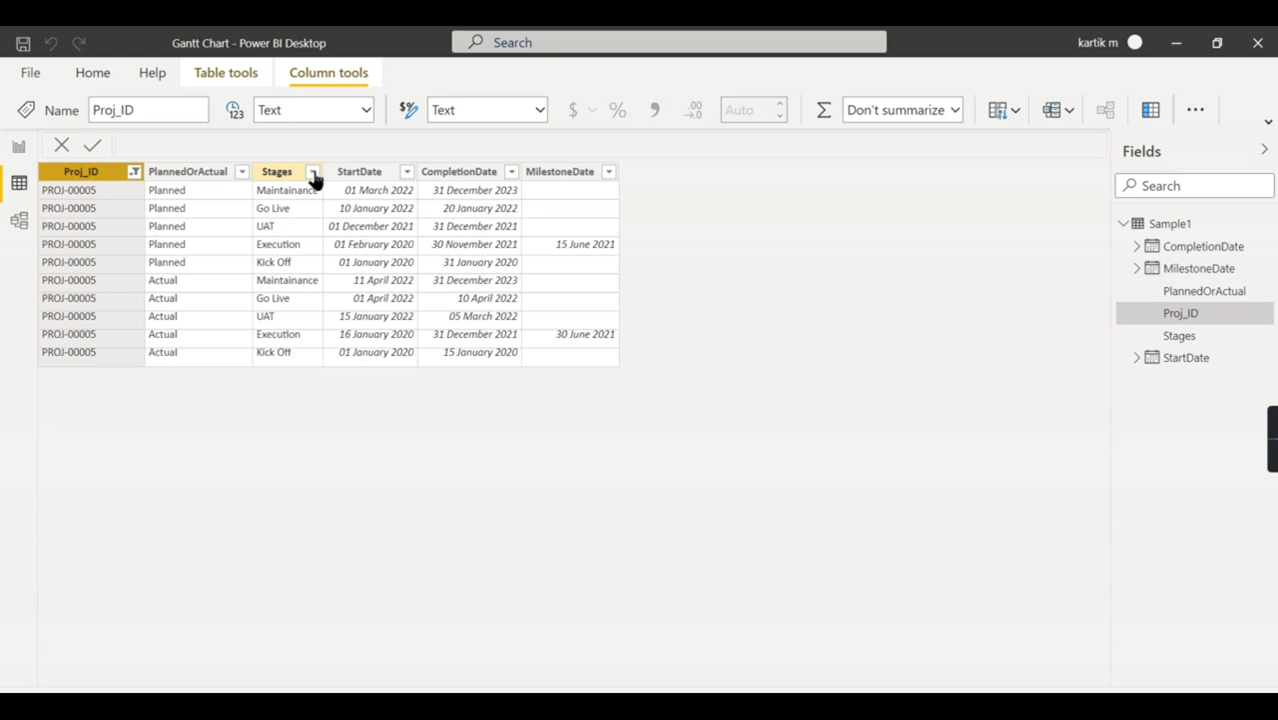 Gantt Chart - Power BI Desktop
Search
kartik m
File Home Help Table tools Column tools
Name Proj_ID 123 Text $% Text $ % , .00 Auto Σ Don't summarize
Fields
Search
Proj_ID PlannedOrActual Stages StartDate CompletionDate MilestoneDate
PROJ-00005 Planned Maintainance 01 March 2022 31 December 2023
PROJ-00005 Planned Go Live 10 January 2022 20 January 2022
PROJ-00005 Planned UAT 01 December 2021 31 December 2021
PROJ-00005 Planned Execution 01 February 2020 30 November 2021 15 June 2021
PROJ-00005 Planned Kick Off 01 January 2020 31 January 2020
PROJ-00005 Actual Maintainance 11 April 2022 31 December 2023
PROJ-00005 Actual Go Live 01 April 2022 10 April 2022
PROJ-00005 Actual UAT 15 January 2022 05 March 2022
PROJ-00005 Actual Execution 16 January 2020 31 December 2021 30 June 2021
PROJ-00005 Actual Kick Off 01 January 2020 15 January 2020
Sample1
CompletionDate
MilestoneDate
PlannedOrActual
Proj_ID
Stages
StartDate